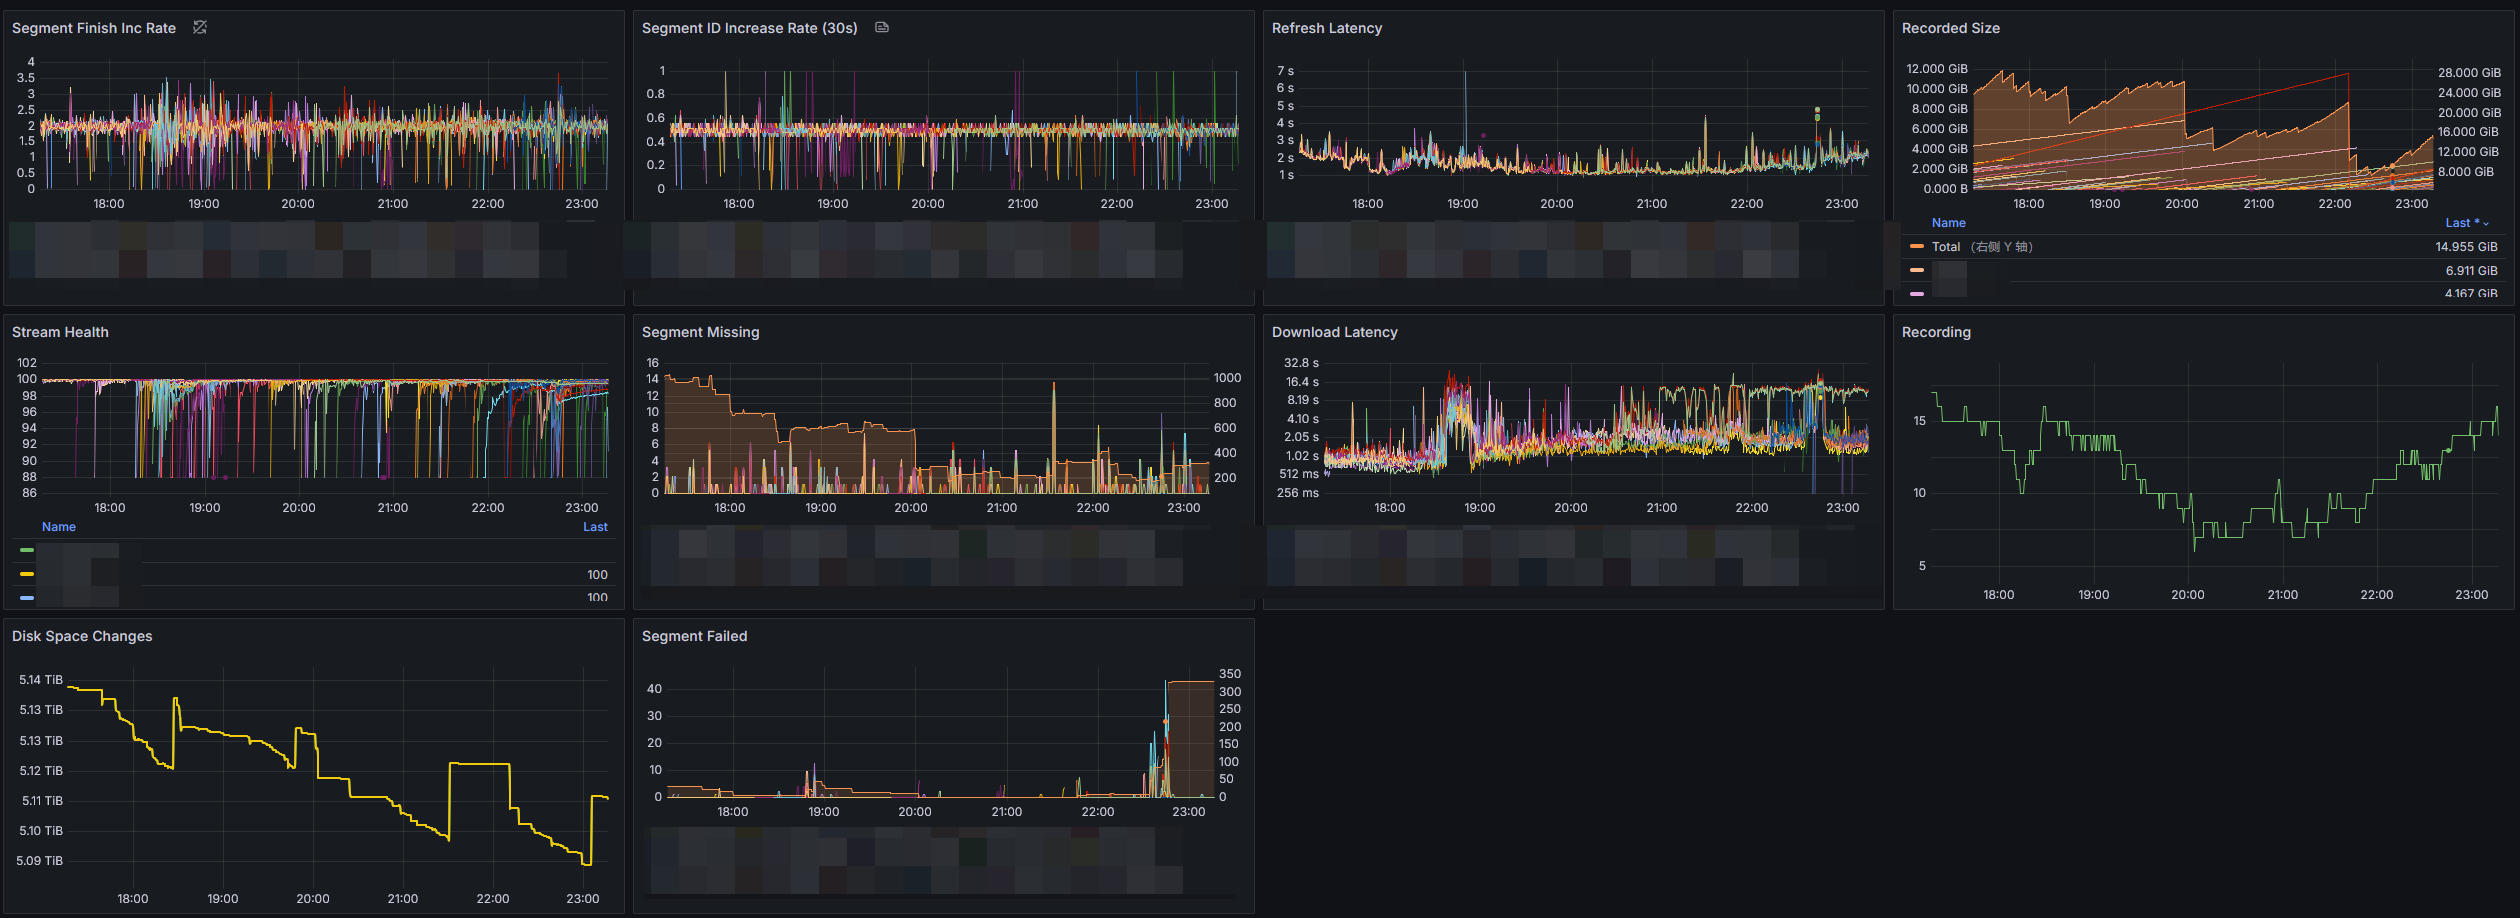 Segment Finish Inc Rate
4
3.5
3
2.5
2
1.5
1
0.5
0
18:00 19:00 20:00 21:00 22:00 23:00
Segment ID Increase Rate (30s)
1
0.8
0.6
0.4
0.2
0
18:00 19:00 20:00 21:00 22:00 23:00
Refresh Latency
7 s
6 s
5 s
4 s
3 s
2 s
1 s
18:00 19:00 20:00 21:00 22:00 23:00
Recorded Size
12.000 GiB
10.000 GiB
8.000 GiB
6.000 GiB
4.000 GiB
2.000 GiB
0.000 B
28.000 GiB
24.000 GiB
20.000 GiB
16.000 GiB
12.000 GiB
8.000 GiB
18:00 19:00 20:00 21:00 22:00 23:00
Name Last *
Total （右侧 Y 轴） 14.955 GiB
6.911 GiB
4.167 GiB
Stream Health
102
100
98
96
94
92
90
88
86
18:00 19:00 20:00 21:00 22:00 23:00
Name Last
100
100
Segment Missing
16
14
12
10
8
6
4
2
0
1000
800
600
400
200
18:00 19:00 20:00 21:00 22:00 23:00
Download Latency
32.8 s
16.4 s
8.19 s
4.10 s
2.05 s
1.02 s
512 ms
256 ms
18:00 19:00 20:00 21:00 22:00 23:00
Recording
15
10
5
18:00 19:00 20:00 21:00 22:00 23:00
Disk Space Changes
5.14 TiB
5.13 TiB
5.13 TiB
5.12 TiB
5.11 TiB
5.10 TiB
5.09 TiB
18:00 19:00 20:00 21:00 22:00 23:00
Segment Failed
40
30
20
10
0
350
300
250
200
150
100
50
0
18:00 19:00 20:00 21:00 22:00 23:00